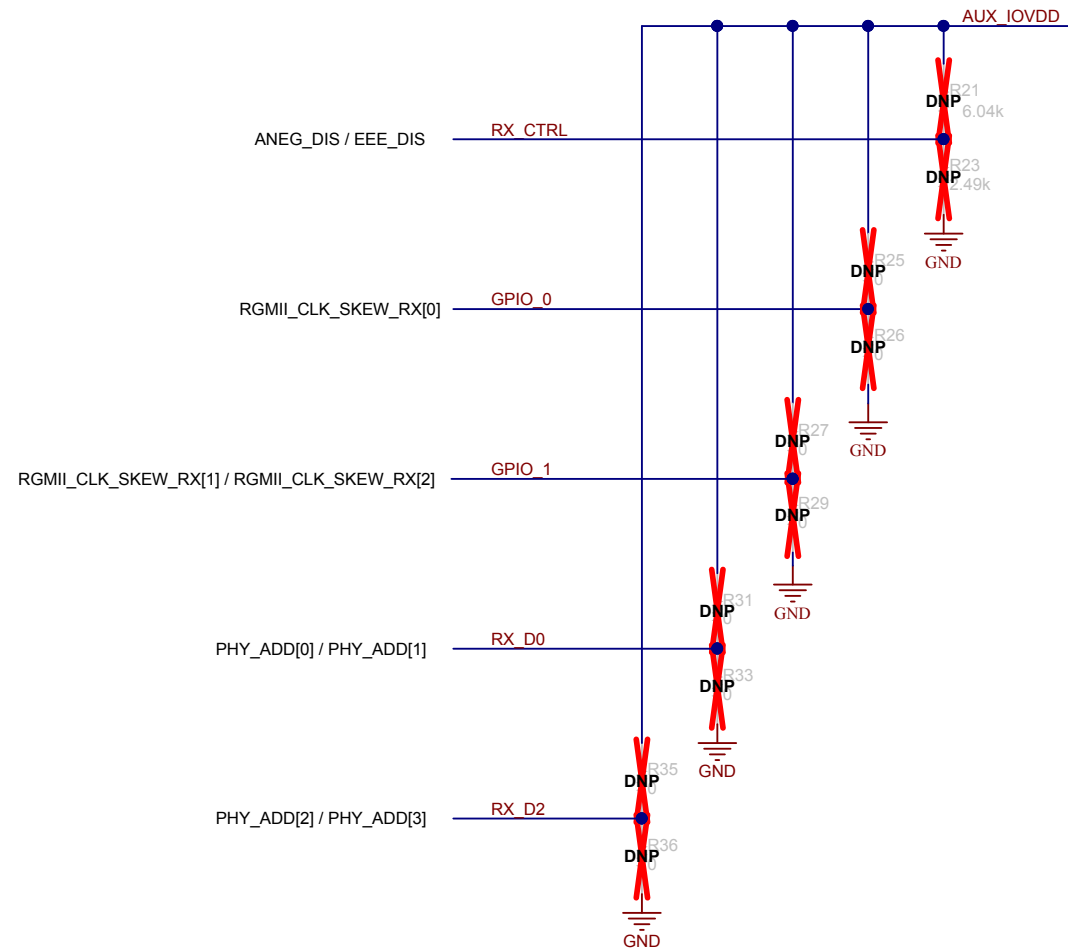 AUX_IOVDD
R21
DNP
6.04k
ANEG_DIS / EEE_DIS
RX_CTRL
R23
DNP
2.49k
GND
R25
DNP
0
RGMII_CLK_SKEW_RX[0]
GPIO_0
R26
DNP
0
GND
R27
DNP
0
RGMII_CLK_SKEW_RX[1] / RGMII_CLK_SKEW_RX[2]
GPIO_1
R29
DNP
0
GND
R31
DNP
0
PHY_ADD[0] / PHY_ADD[1]
RX_D0
R33
DNP
0
GND
R35
DNP
0
PHY_ADD[2] / PHY_ADD[3]
RX_D2
R36
DNP
0
GND